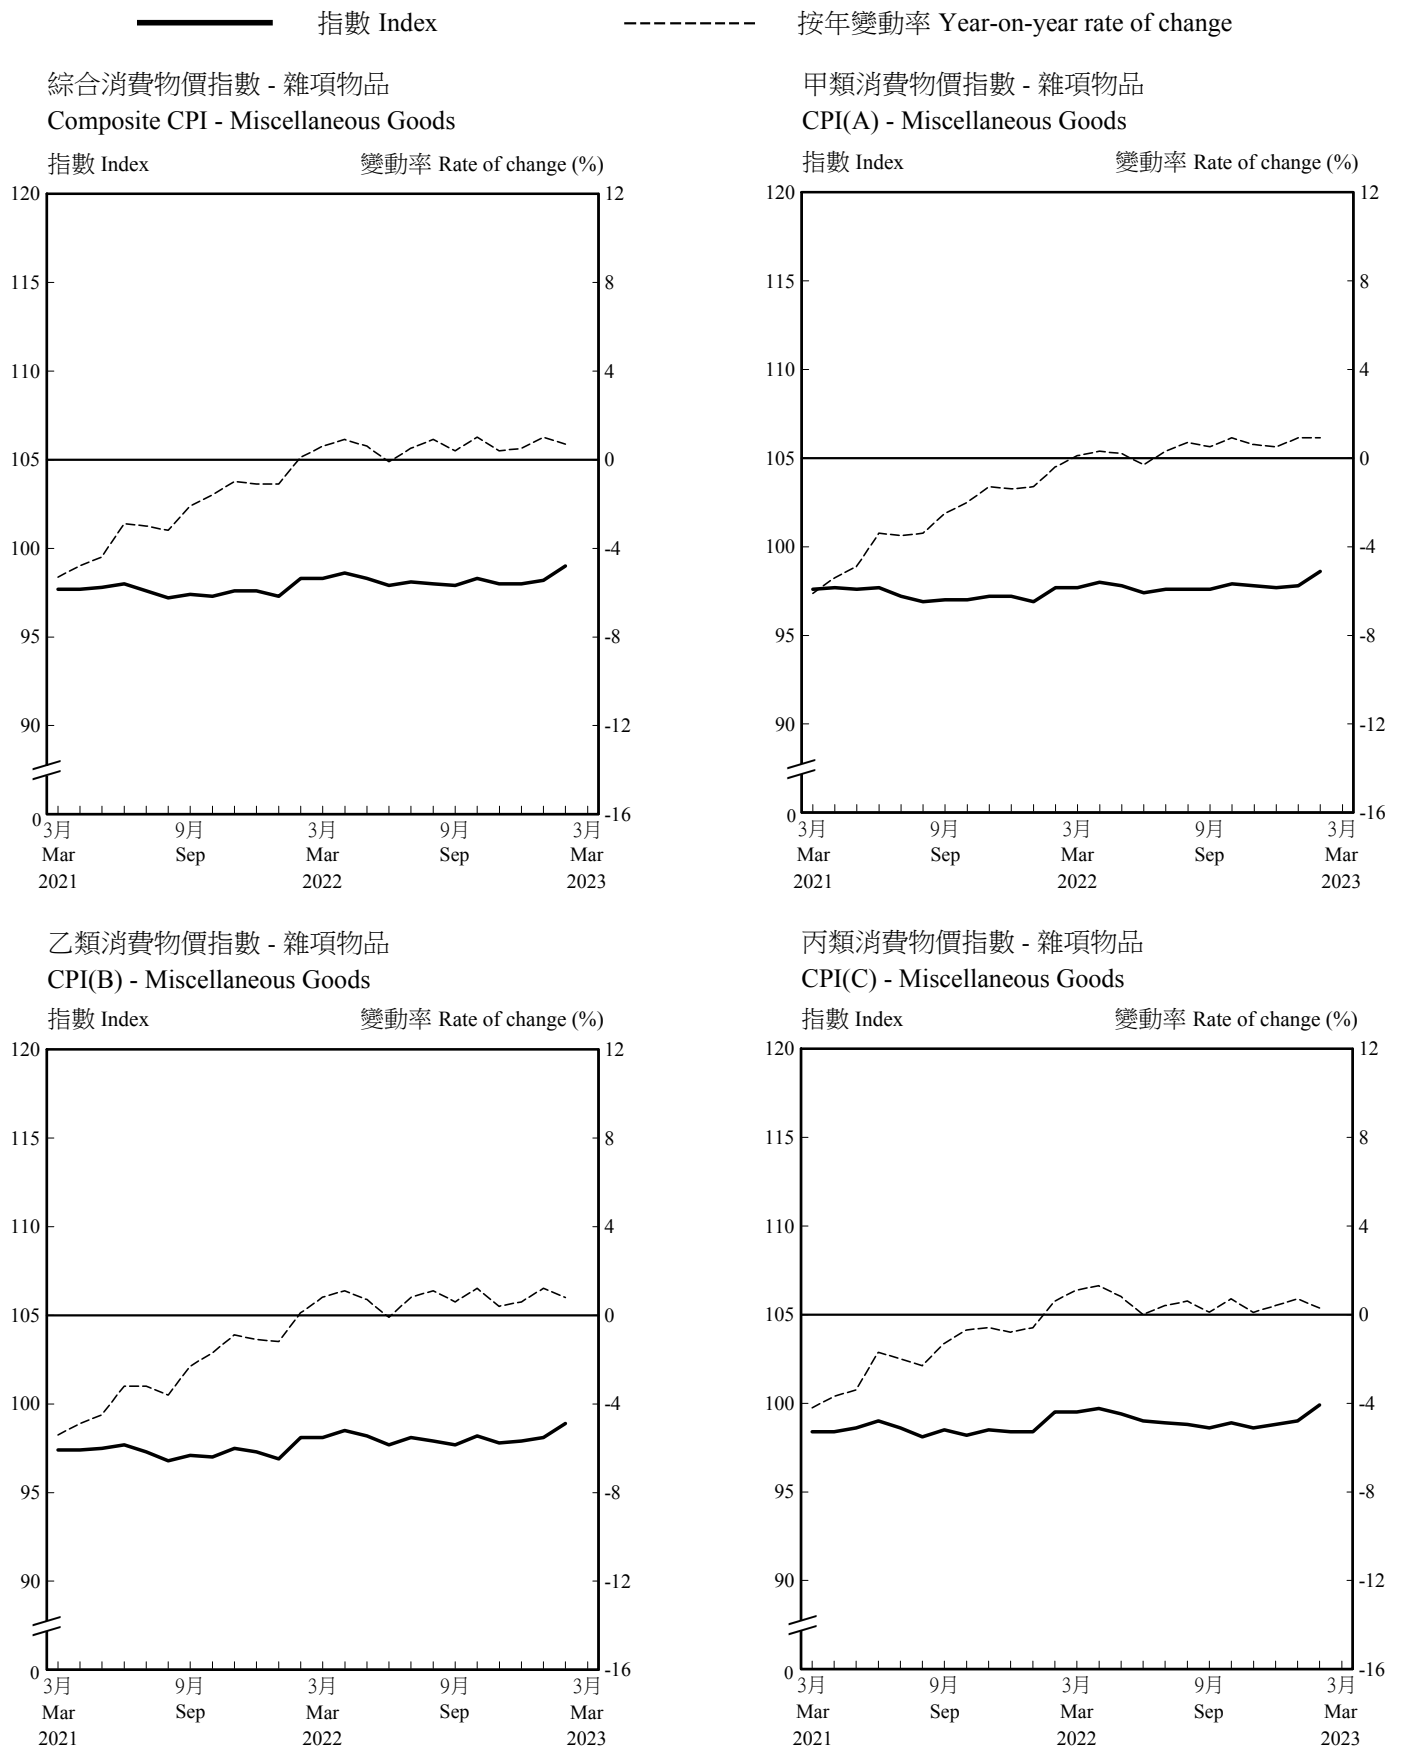 指數 Index
按年變動率 Year-on-year rate of change
綜合消費物價指數 - 雜項物品
Composite CPI - Miscellaneous Goods
指數 Index 變動率 Rate of change (%)
120 12
115 8
110 4
105 0
100 -4
95 -8
90 -12
0 -16
3月 9月 3月 9月 3月
Mar Sep Mar Sep Mar
2021 2022 2023
甲類消費物價指數 - 雜項物品
CPI(A) - Miscellaneous Goods
指數 Index 變動率 Rate of change (%)
120 12
115 8
110 4
105 0
100 -4
95 -8
90 -12
0 -16
3月 9月 3月 9月 3月
Mar Sep Mar Sep Mar
2021 2022 2023
乙類消費物價指數 - 雜項物品
CPI(B) - Miscellaneous Goods
指數 Index 變動率 Rate of change (%)
120 12
115 8
110 4
105 0
100 -4
95 -8
90 -12
0 -16
3月 9月 3月 9月 3月
Mar Sep Mar Sep Mar
2021 2022 2023
丙類消費物價指數 - 雜項物品
CPI(C) - Miscellaneous Goods
指數 Index 變動率 Rate of change (%)
120 12
115 8
110 4
105 0
100 -4
95 -8
90 -12
0 -16
3月 9月 3月 9月 3月
Mar Sep Mar Sep Mar
2021 2022 2023